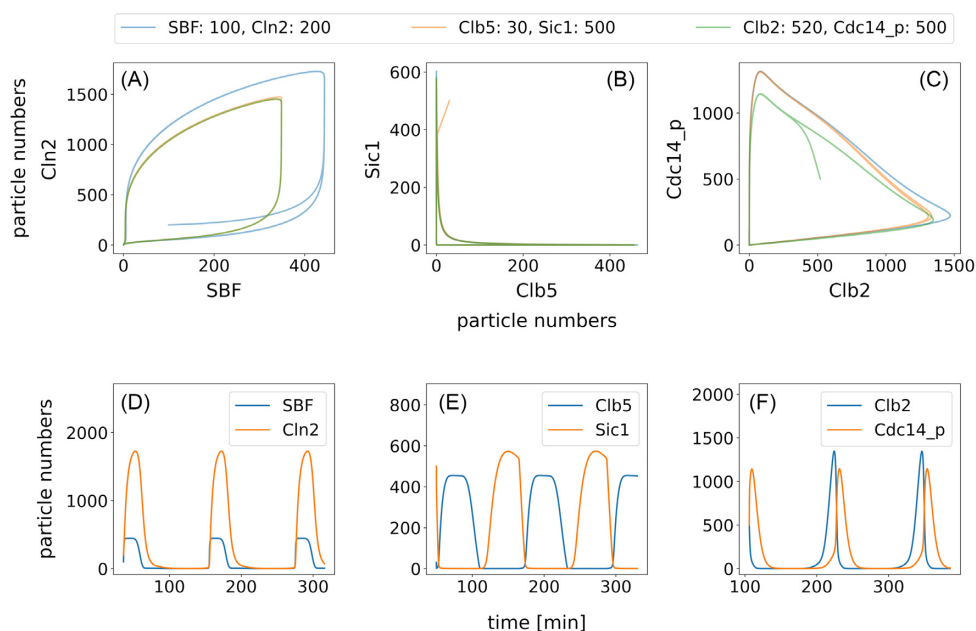 SBF: 100, Cln2: 200 Clb5: 30, Sic1: 500 Clb2: 520, Cdc14_p: 500
(A) (B) (C)
particle numbers
Cln2
1500
1000
500
0
0 200 400
SBF
Sic1
600
400
200
0
0 200 400
Clb5
particle numbers
Cdc14_p
1000
500
0
0 500 1000 1500
Clb2
particle numbers
(D) SBF
Cln2
2000
1000
0
100 200 300
(E) Clb5
Sic1
800
600
400
200
0
100 200 300
time [min]
(F) Clb2
Cdc14_p
2000
1500
1000
500
0
100 200 300